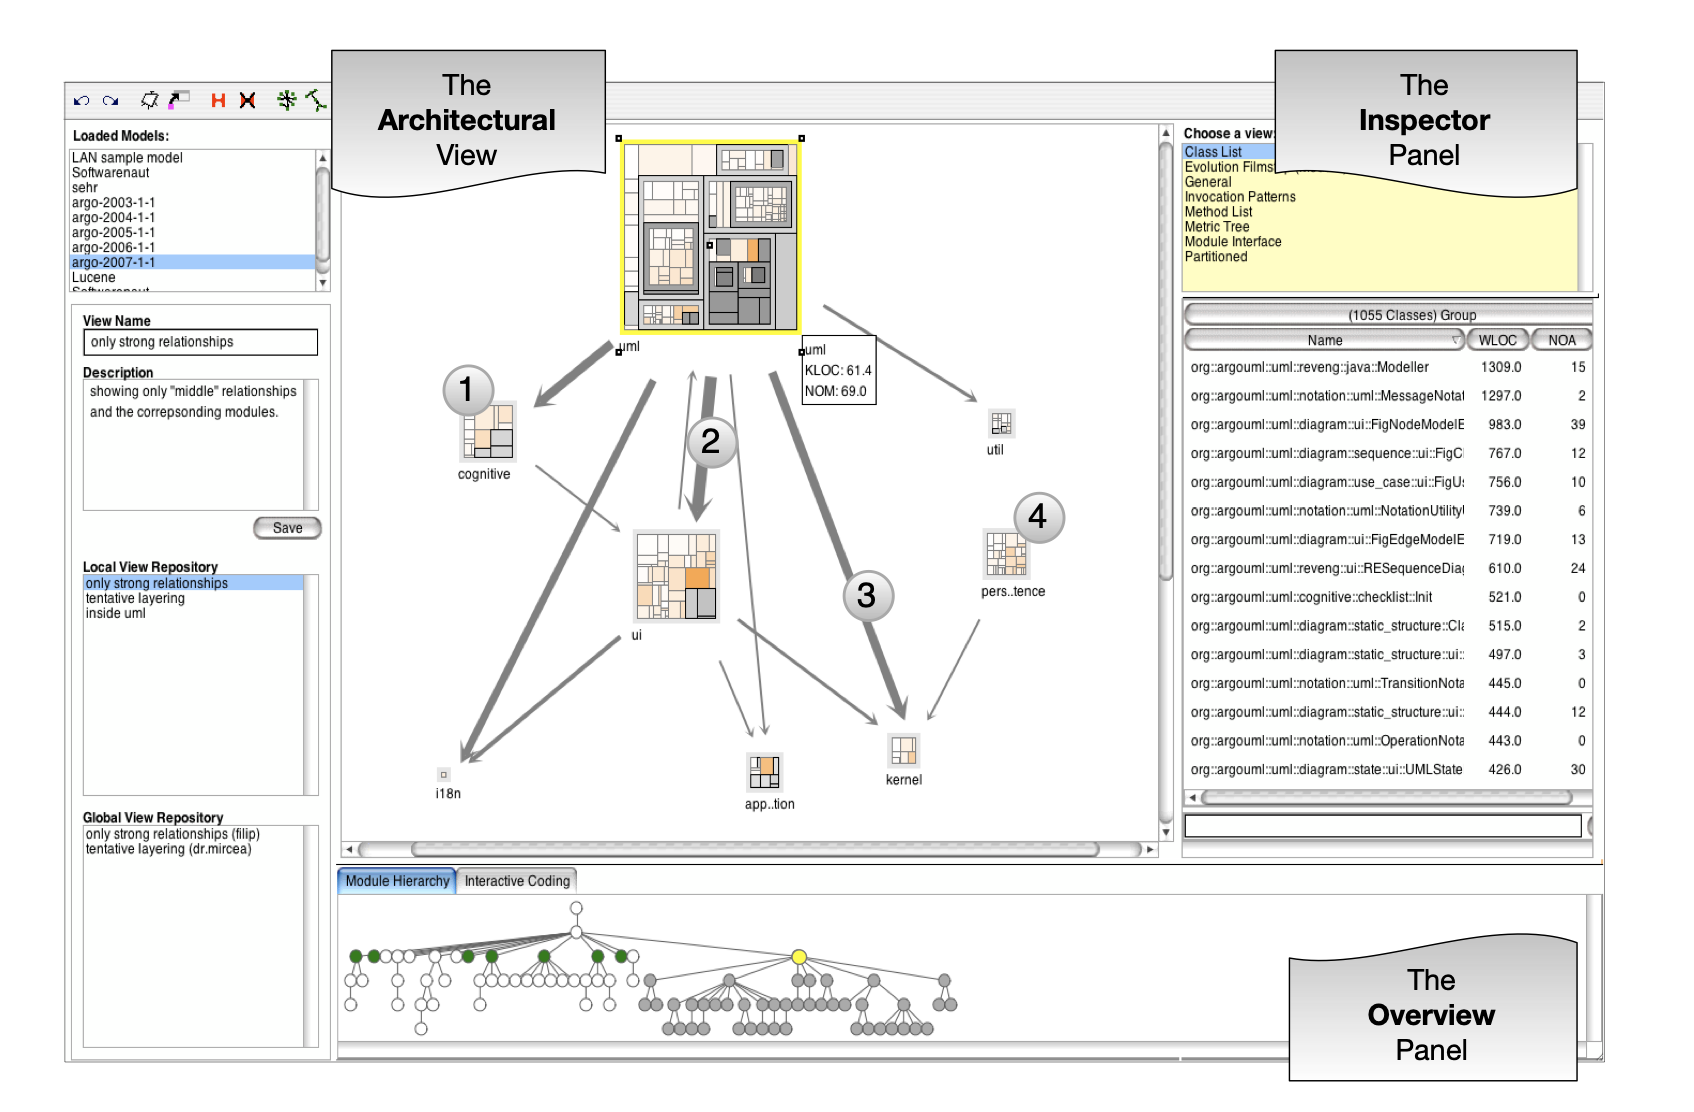 The
Architectural
View
The
Inspector
Panel
Loaded Models:
LAN sample model
Softwarenaut
sehr
argo-2003-1-1
argo-2004-1-1
argo-2005-1-1
argo-2006-1-1
argo-2007-1-1
Lucene
Softwarenaut
View Name
only strong relationships
Description
showing only "middle" relationships
and the correpsonding modules.
Save
Local View Repository
only strong relationships
tentative layering
inside uml
Global View Repository
only strong relationships (filip)
tentative layering (dr.mircea)
uml
uml
KLOC: 61.4
NOM: 69.0
1
cognitive
2
util
4
pers..tence
3
ui
i18n
app..tion
kernel
Choose a view:
Class List
Evolution Films
General
Invocation Patterns
Method List
Metric Tree
Module Interface
Partitioned
(1055 Classes) Group
Name WLOC NOA
org::argouml::uml::reveng::java::Modeller 1309.0 15
org::argouml::uml::notation::uml::MessageNotat 1297.0 2
org::argouml::uml::diagram::ui::FigNodeModelE 983.0 39
org::argouml::uml::diagram::sequence::ui::FigCl 767.0 12
org::argouml::uml::diagram::use_case::ui::FigUs 756.0 10
org::argouml::uml::notation::uml::NotationUtilityU 739.0 6
org::argouml::uml::diagram::ui::FigEdgeModelE 719.0 13
org::argouml::uml::reveng::ui::RESequenceDiag 610.0 24
org::argouml::uml::cognitive::checklist::Init 521.0 0
org::argouml::uml::diagram::static_structure::Cla 515.0 2
org::argouml::uml::diagram::static_structure::ui:: 497.0 3
org::argouml::uml::notation::uml::TransitionNota 445.0 0
org::argouml::uml::diagram::static_structure::ui:: 444.0 12
org::argouml::uml::notation::uml::OperationNota 443.0 0
org::argouml::uml::diagram::state::ui::UMLState 426.0 30
Module Hierarchy Interactive Coding
The
Overview
Panel